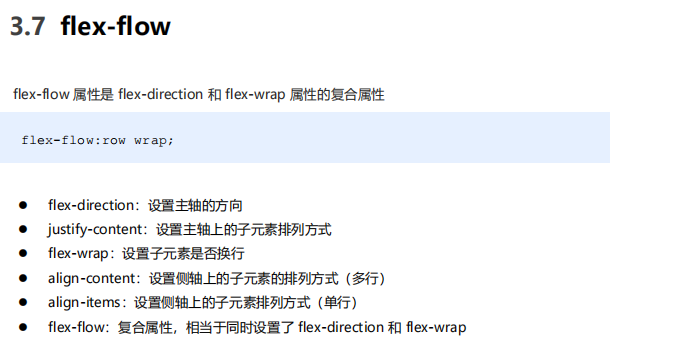 3.7 flex-flow
flex-flow 属性是 flex-direction 和 flex-wrap 属性的复合属性
flex-flow:row wrap;
● flex-direction：设置主轴的方向
● justify-content：设置主轴上的子元素排列方式
● flex-wrap：设置子元素是否换行
● align-content：设置侧轴上的子元素的排列方式（多行）
● align-items：设置侧轴上的子元素排列方式（单行）
● flex-flow：复合属性，相当于同时设置了 flex-direction 和 flex-wrap